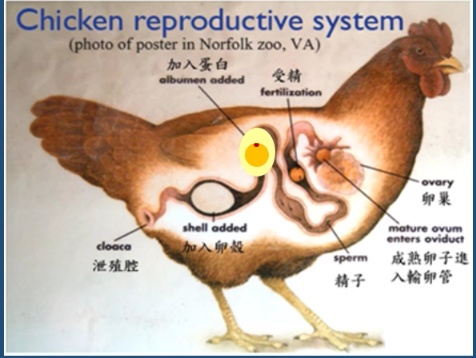 Chicken reproductive system
(photo of poster in Norfolk zoo, VA)
加入蛋白
albumen added
受精
fertilization
ovary
卵巢
mature ovum
enters oviduct
成熟卵子進
入輸卵管
sperm
精子
shell added
加入卵殼
cloaca
泄殖腔